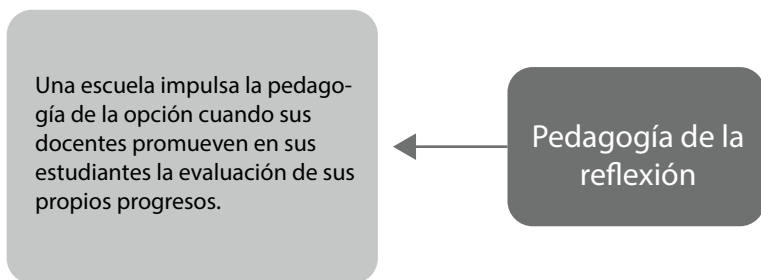 Una escuela impulsa la pedago-
gía de la opción cuando sus
docentes promueven en sus
estudiantes la evaluación de sus
propios progresos.
Pedagogía de la
reflexión